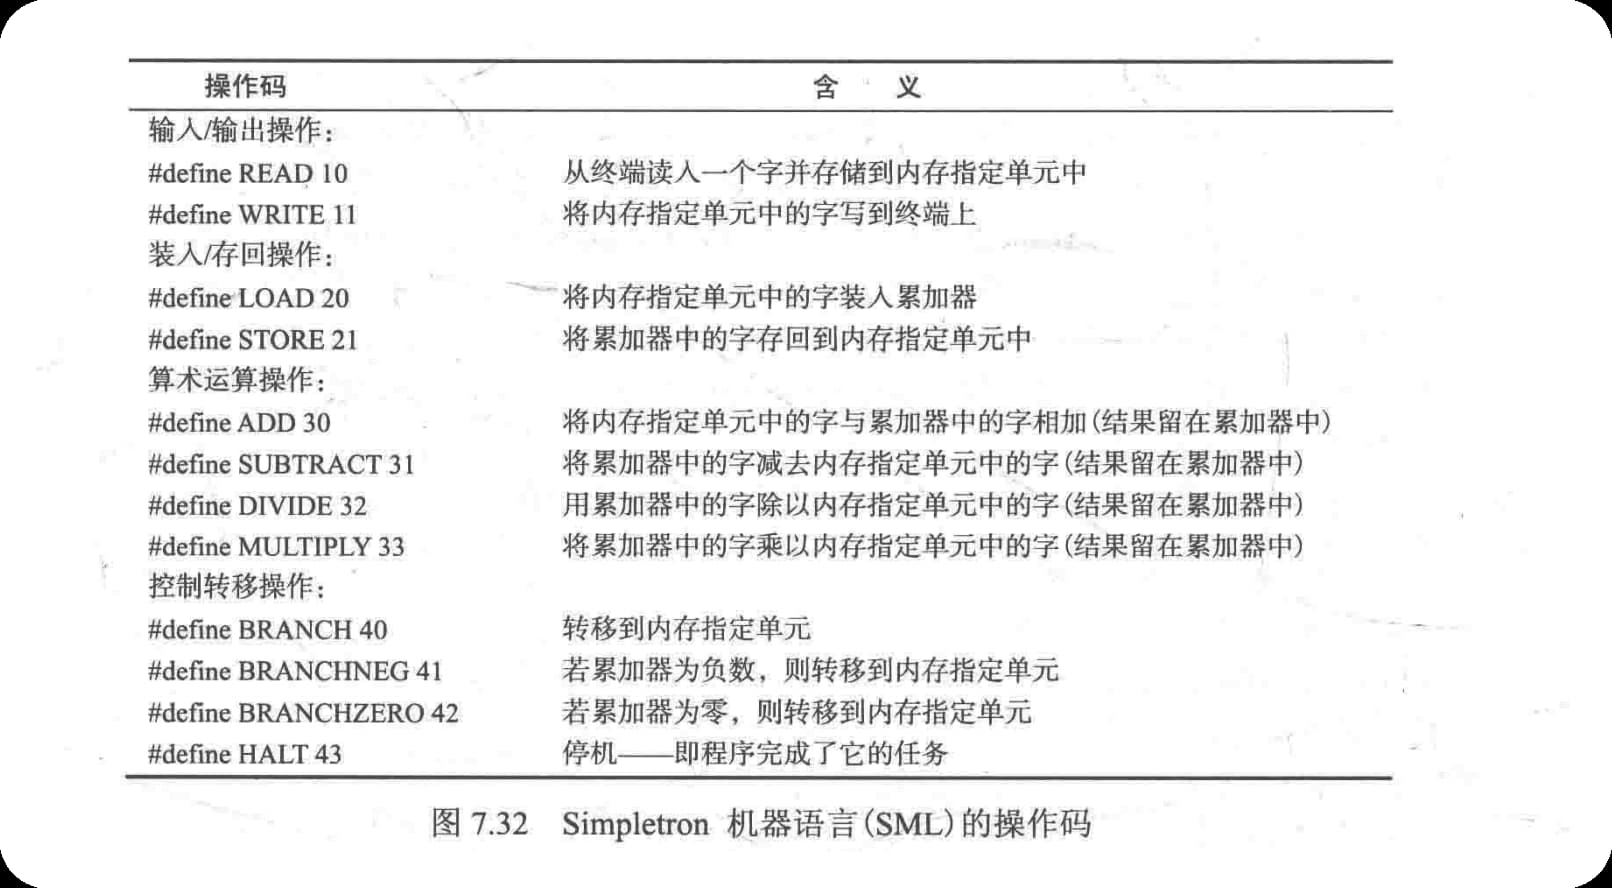 操作码 含 义
输入/输出操作：
#define READ 10 从终端读入一个字并存储到内存指定单元中
#define WRITE 11 将内存指定单元中的字写到终端上
装入/存回操作：
#define LOAD 20 将内存指定单元中的字装入累加器
#define STORE 21 将累加器中的字存回到内存指定单元中
算术运算操作：
#define ADD 30 将内存指定单元中的字与累加器中的字相加(结果留在累加器中)
#define SUBTRACT 31 将累加器中的字减去内存指定单元中的字(结果留在累加器中)
#define DIVIDE 32 用累加器中的字除以内存指定单元中的字(结果留在累加器中)
#define MULTIPLY 33 将累加器中的字乘以内存指定单元中的字(结果留在累加器中)
控制转移操作：
#define BRANCH 40 转移到内存指定单元
#define BRANCHNEG 41 若累加器为负数，则转移到内存指定单元
#define BRANCHZERO 42 若累加器为零，则转移到内存指定单元
#define HALT 43 停机——即程序完成了它的任务
图 7.32 Simpletron 机器语言(SML)的操作码